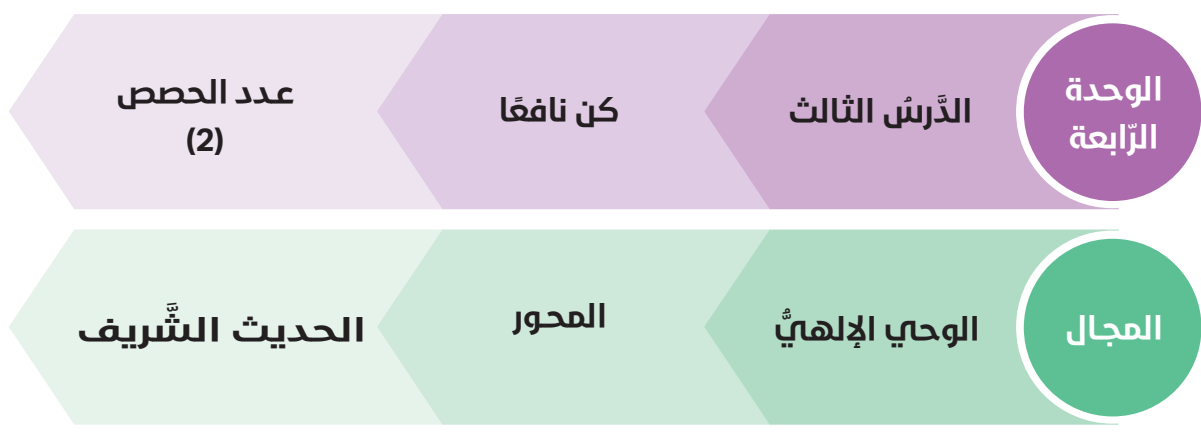 الوحدة
الرّابعة
الدَّرسُ الثالث
كن نافعًا
عدد الحصص
(2)
المجال
الوحي الإلهيُّ
المحور
الحديث الشَّريف